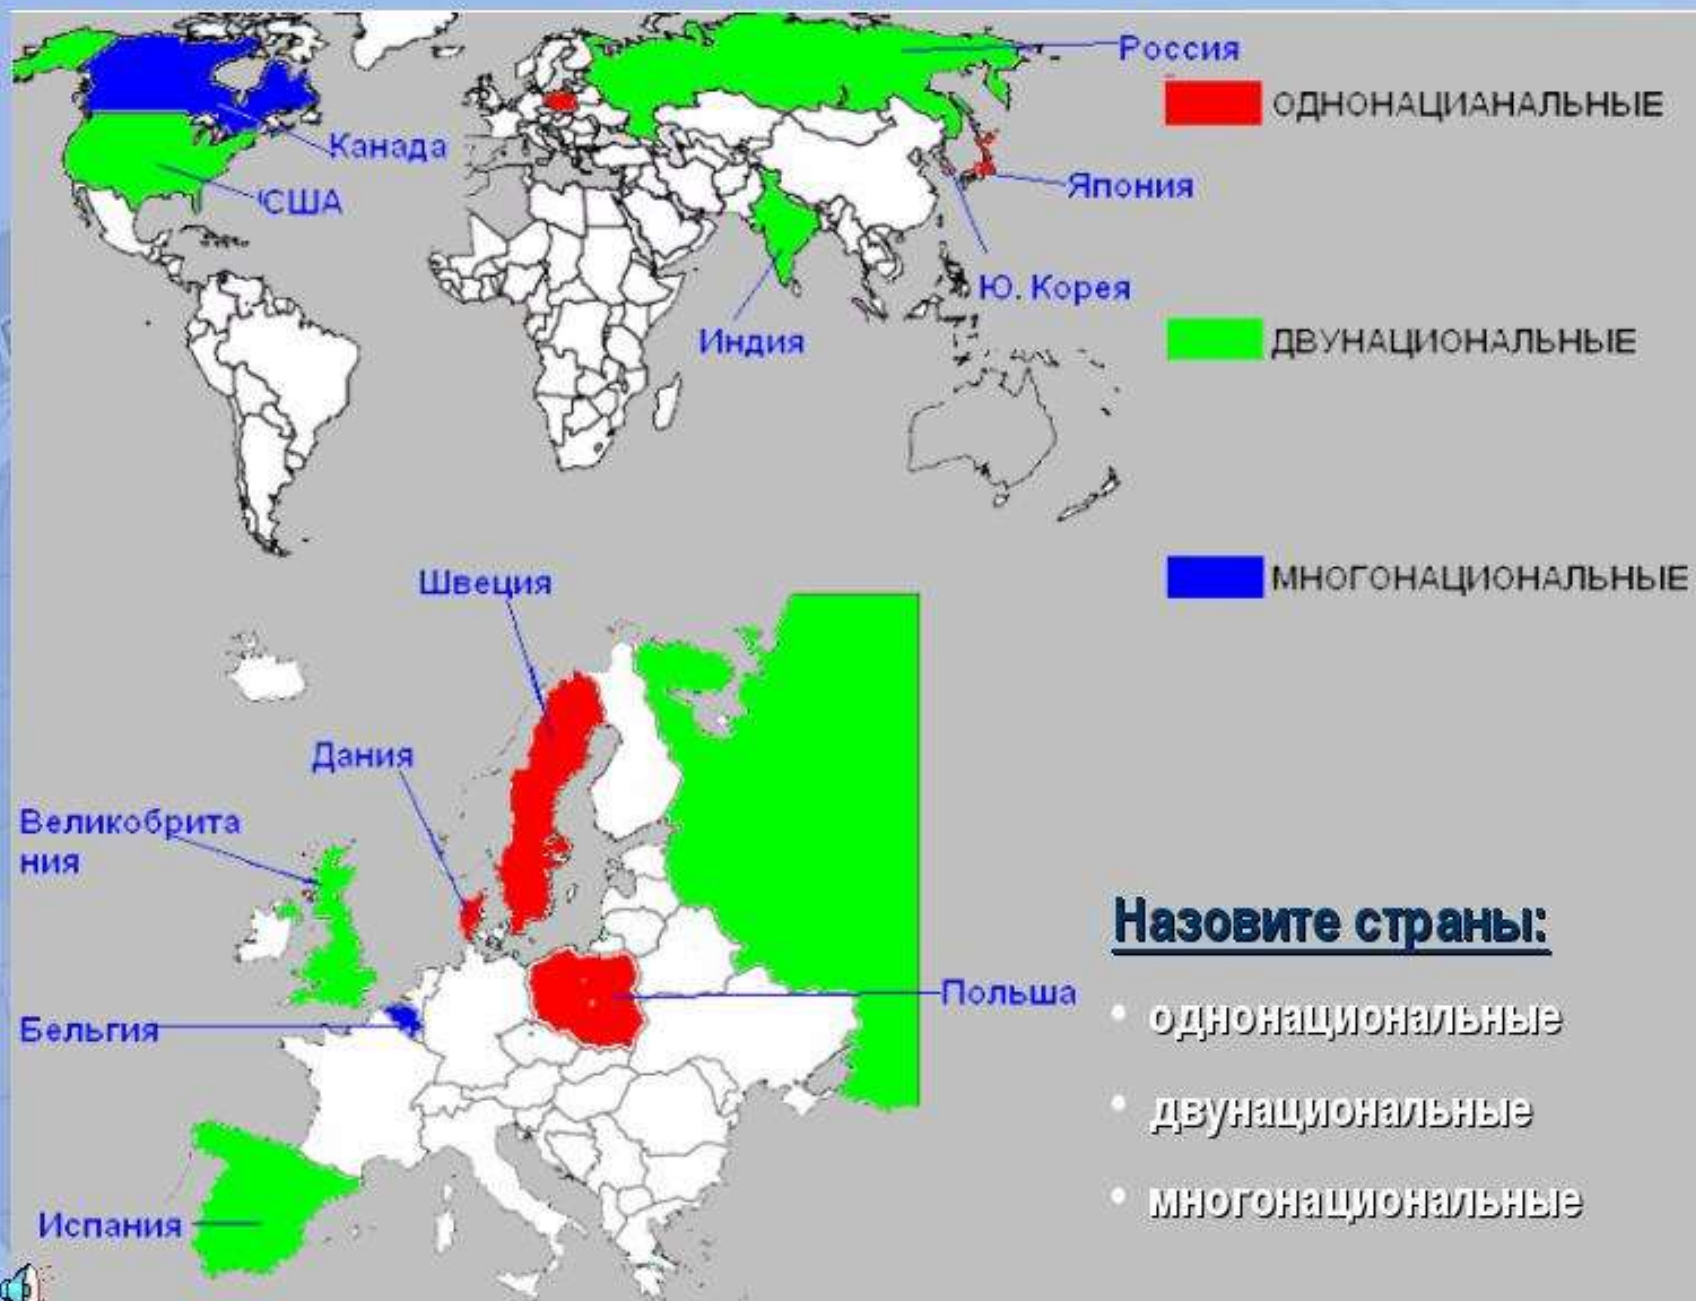 Россия
ОДНОНАЦИАНАЛЬНЫЕ
Канада
США
Япония
Ю. Корея
Индия
ДВУНАЦИОНАЛЬНЫЕ
МНОГОНАЦИОНАЛЬНЫЕ
Швеция
Дания
Великобрита
ния
Польша
Бельгия
Испания
Назовите страны:
• однонациональные
• двунациональные
• многонациональные